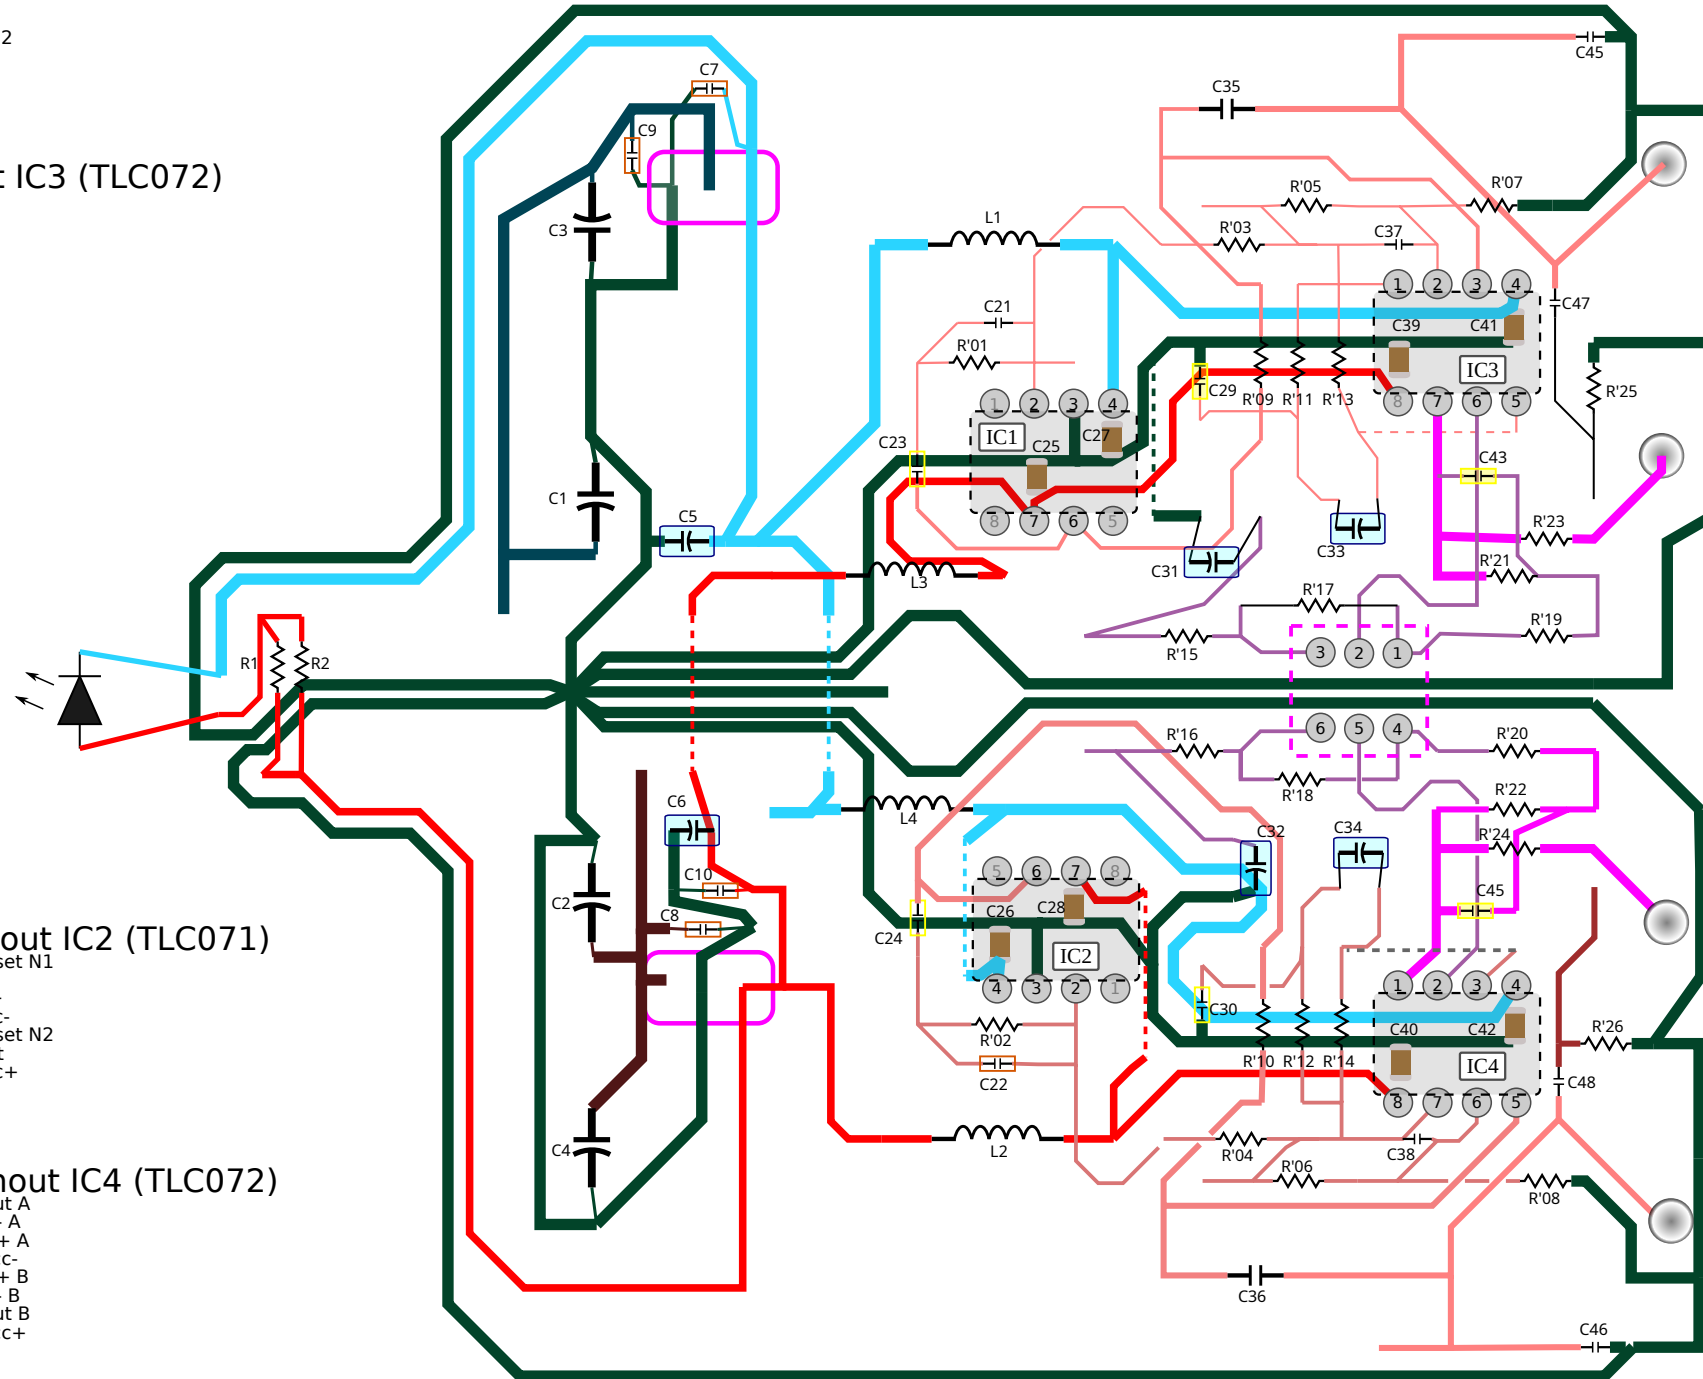 2
t IC3 (TLC072)
C7
C9
C3
C1
C5
R1
R2
C6
C10
C8
C2
C4
L1
C21
R'01
C23
IC1
C25
C27
1
2
3
4
8
7
6
5
L3
C45
C35
R'05
R'07
R'03
C37
1
2
3
4
C39
C41
IC3
C47
C29
R'09
R'11
R'13
8
7
6
5
R'25
C43
C31
C33
R'23
R'21
R'17
R'15
R'19
3
2
1
6
5
4
R'16
R'18
R'20
R'22
R'24
L4
C32
C34
C45
5
6
7
8
C26
C28
C24
IC2
4
3
2
1
R'02
C22
L2
C30
R'10
R'12
R'14
1
2
3
4
C40
C42
IC4
8
7
6
5
R'26
C48
R'04
C38
R'06
R'08
C36
C46
out IC2 (TLC071)
set N1
c-
set N2
t
c+
nout IC4 (TLC072)
ut A
- A
+ A
c-
+ B
- B
ut B
c+